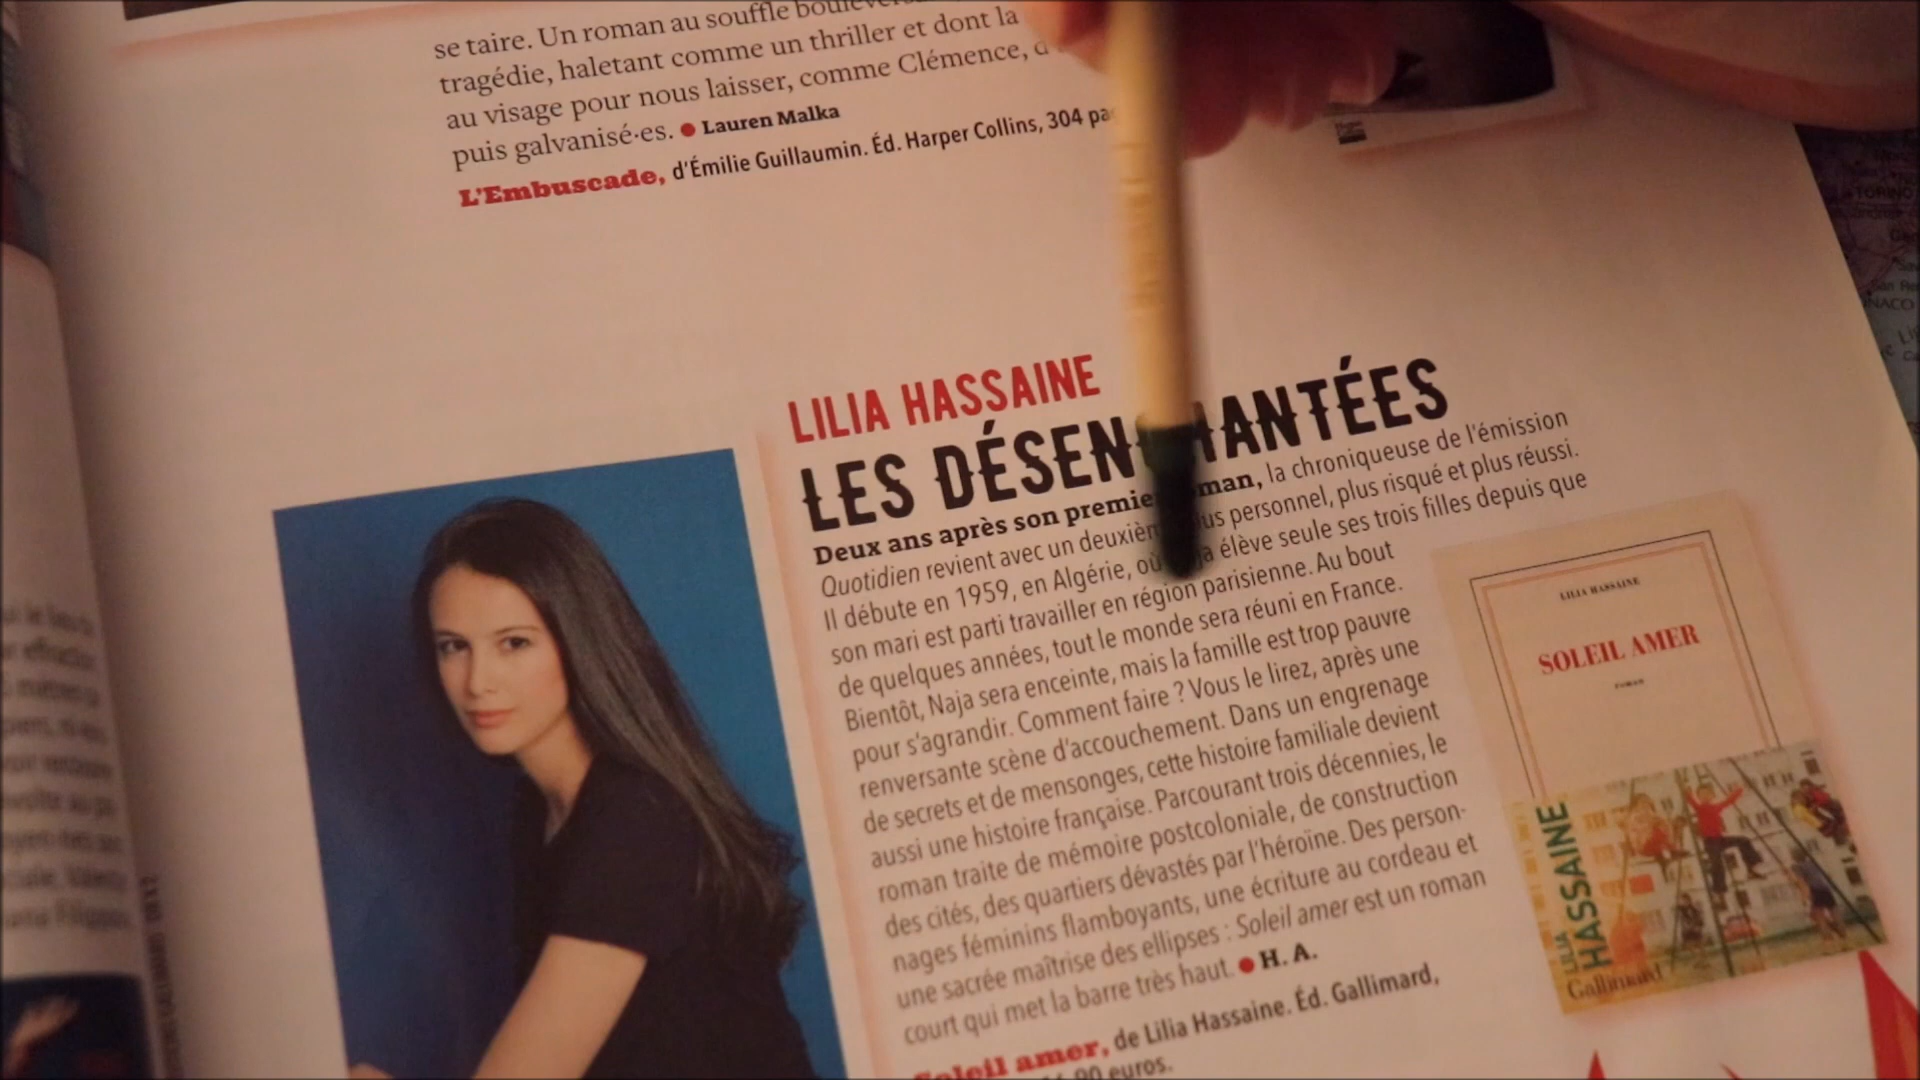 se taire. Un roman au souffle
tragédie, haletant comme un thriller et dont la
au visage pour nous laisser, comme Clémence,
puis galvanisé·es. ● Lauren Malka
L'Embuscade, d'Émilie Guillaumin. Éd. Harper Collins, 304
LILIA HASSAINE
LES DÉSEN HANTÉES
Deux ans après son premie man, la chroniqueuse de l'émission
Quotidien revient avec un deuxièm us personnel, plus risqué et plus réussi.
Il débute en 1959, en Algérie, où a élève seule ses trois filles depuis que
son mari est parti travailler en région parisienne. Au bout
de quelques années, tout le monde sera réuni en France.
Bientôt, Naja sera enceinte, mais la famille est trop pauvre
pour s'agrandir. Comment faire ? Vous le lirez, après une
renversante scène d'accouchement. Dans un engrenage
de secrets et de mensonges, cette histoire familiale devient
aussi une histoire française. Parcourant trois décennies, le
roman traite de mémoire postcoloniale, de construction
des cités, des quartiers dévastés par l'héroïne. Des person-
nages féminins flamboyants, une écriture au cordeau et
une sacrée maîtrise des ellipses : Soleil amer est un roman
court qui met la barre très haut. ● H. A.
Soleil amer, de Lilia Hassaine. Éd. Gallimard,
90 euros.
LILIA HASSAINE
SOLEIL AMER
ROMAN
LILIA
HASSAINE
Gallimard
TORINO